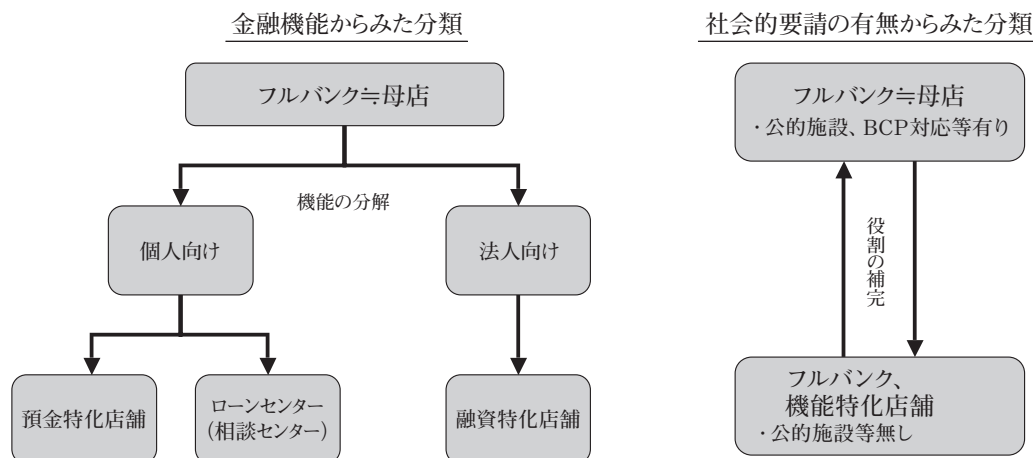 金融機能からみた分類
フルバンク≒母店
機能の分解
個人向け
法人向け
預金特化店舗
ローンセンター
(相談センター)
融資特化店舗
社会的要請の有無からみた分類
フルバンク≒母店
・公的施設、BCP対応等有り
役割の補完
フルバンク、
機能特化店舗
・公的施設等無し